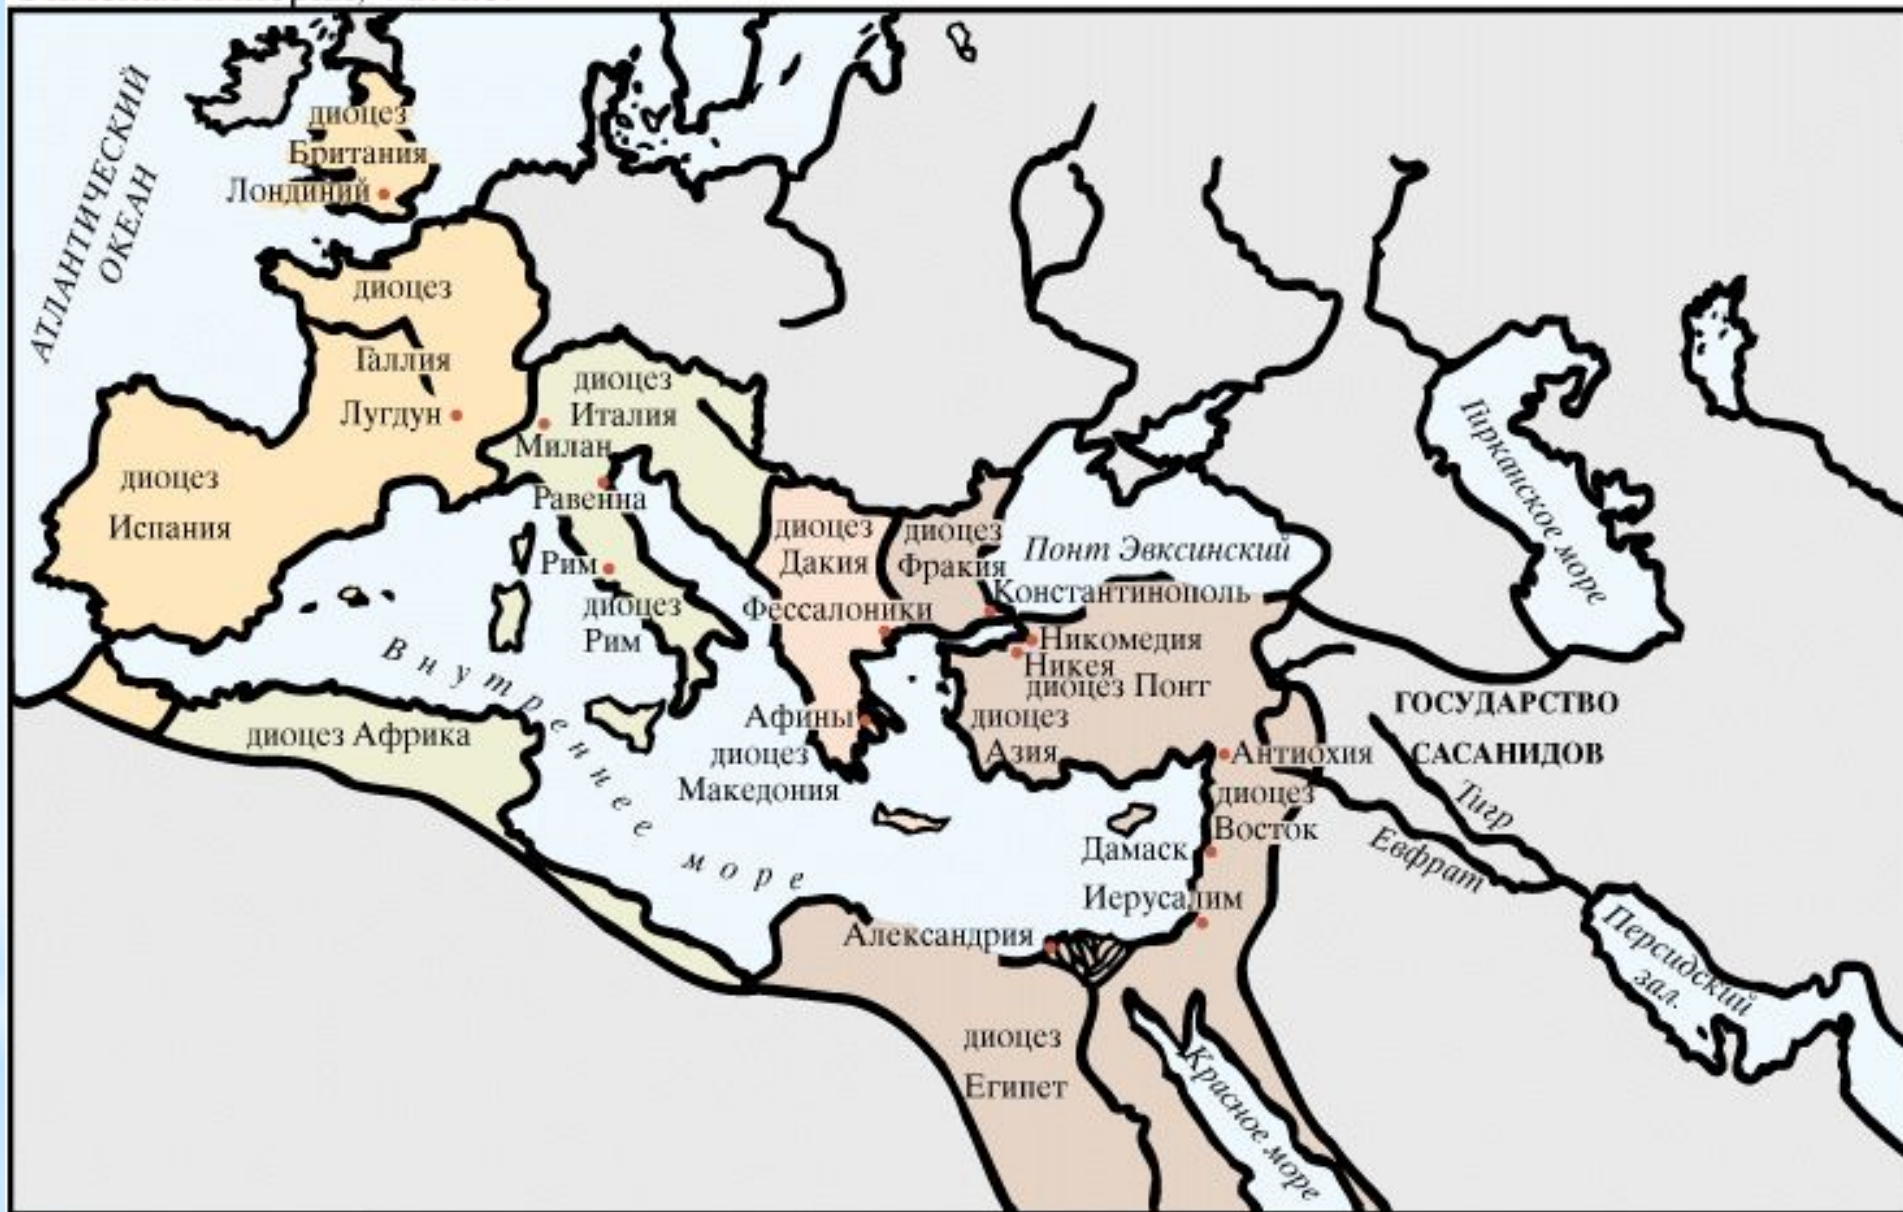 АТЛАНТИЧЕСКИЙ
ОКЕАН
диоцез
Британия
Лондиний
диоцез
Галлия
Лугдун
диоцез
Испания
диоцез
Италия
Милан
Равенна
Рим
диоцез
Рим
диоцез
Дакия
диоцез
Фракия
Понт Эвксинский
Гирканское море
Константинополь
Фессалоники
Никомедия
Никея
диоцез Понт
диоцез
Азия
Внутреннее море
диоцез Африка
Афины
диоцез
Македония
Антиохия
диоцез
Восток
ГОСУДАРСТВО
САСАНИДОВ
Тигр
Евфрат
Дамаск
Иерусалим
Александрия
диоцез
Египет
Персидский
зал.
Красное море